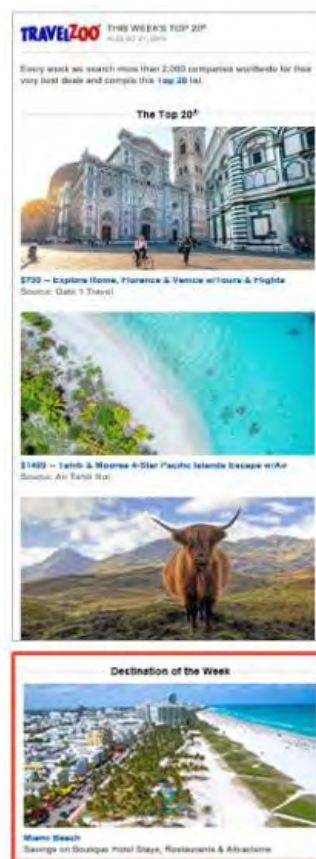 TRAVELZOO THIS WEEK'S TOP 20®
Every week we search more than 2,000 companies worldwide for their
very best deals and compile this Top 20 list.
The Top 20®
Explore Rome, Florence & Venice w/Tours & Flights
Source: Gate 1 Travel
Tahiti & Moorea 4-Star Pacific Islands Escape w/Air
Source: Air Tahiti Nui
Destination of the Week
Miami Beach
Savings on Boutique Hotel Stays, Restaurants & Attractions